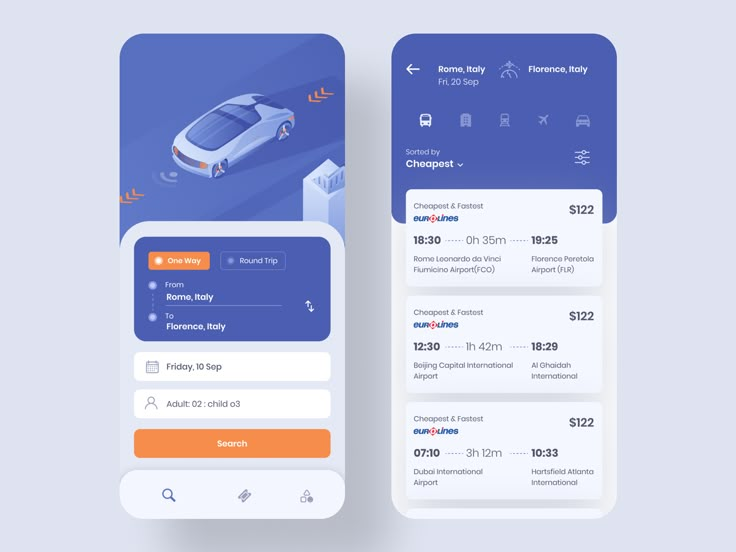 One Way
Round Trip
From
Rome, Italy
To
Florence, Italy
Friday, 10 Sep
Adult: 02 : child o3
Search
Rome, Italy
Florence, Italy
Fri, 20 Sep
Sorted by
Cheapest
Cheapest & Fastest
$122
EUROLINES
18:30
0h 35m
19:25
Rome Leonardo da Vinci
Fiumicino Airport(FCO)
Florence Peretola
Airport (FLR)
Cheapest & Fastest
$122
EUROLINES
12:30
1h 42m
18:29
Beijing Capital International
Airport
Al Ghaidah
International
Cheapest & Fastest
$122
EUROLINES
07:10
3h 12m
10:33
Dubai International
Airport
Hartsfield Atlanta
International